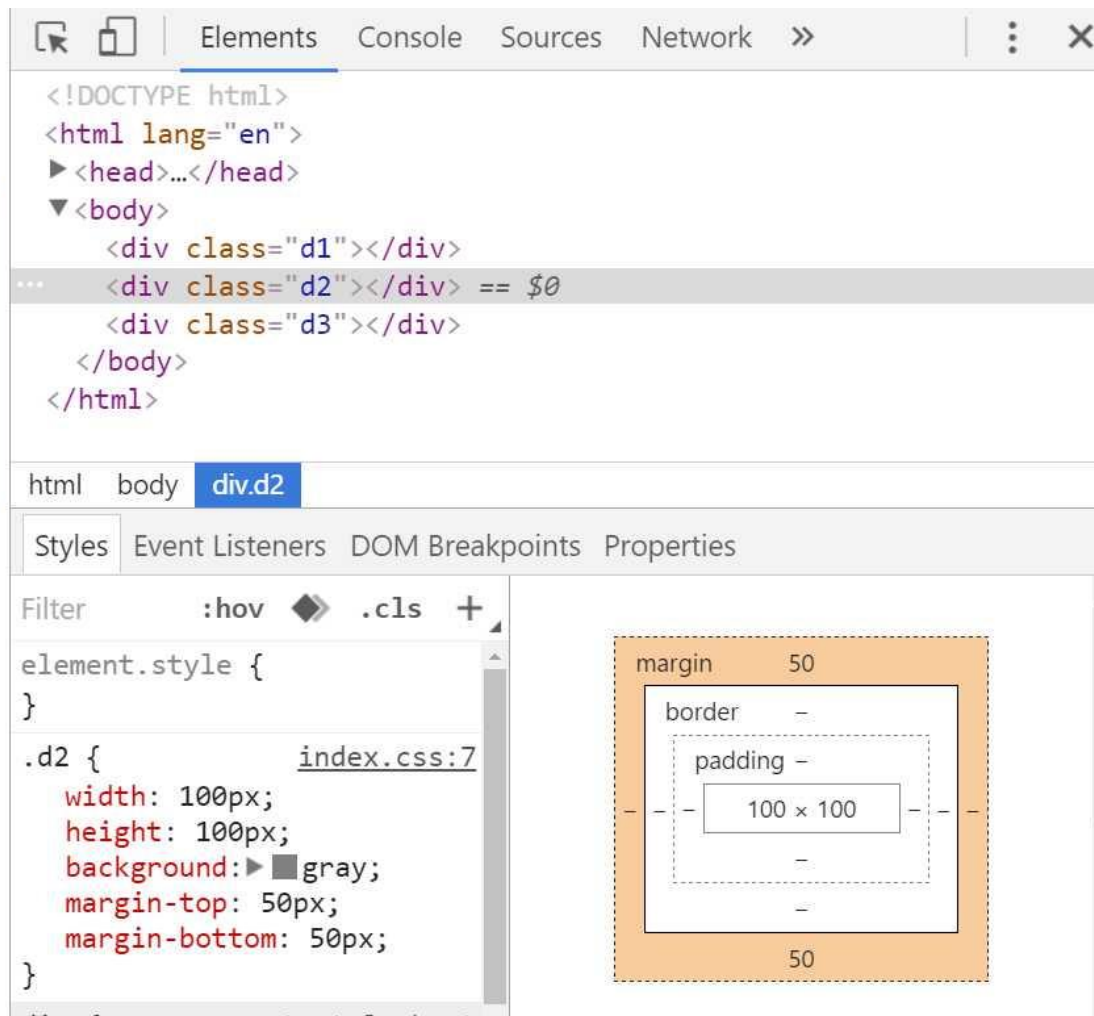 Elements Console Sources Network »
<!DOCTYPE html>
<html lang="en">
<head>…</head>
<body>
<div class="d1"></div>
<div class="d2"></div> == $0
<div class="d3"></div>
</body>
</html>
html body div.d2
Styles Event Listeners DOM Breakpoints Properties
Filter :hov .cls +
element.style {
}
.d2 { index.css:7
width: 100px;
height: 100px;
background: gray;
margin-top: 50px;
margin-bottom: 50px;
}
margin 50
border –
padding –
– – – 100 × 100 – – –
–
–
50